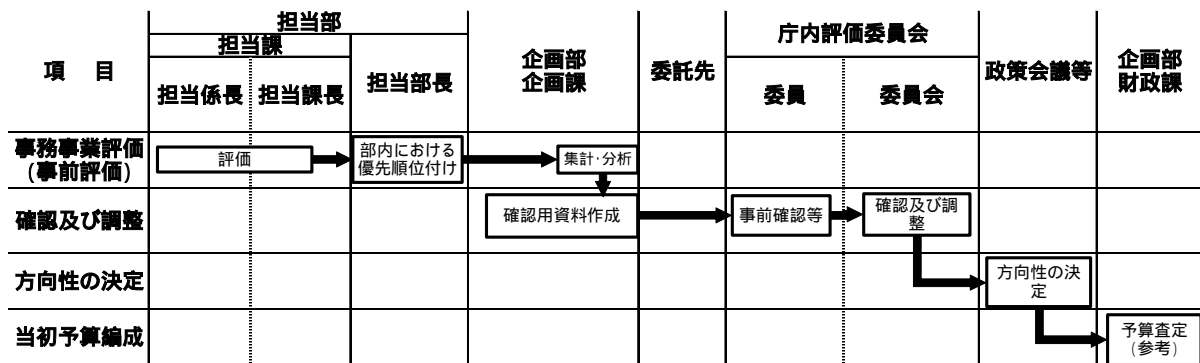 担当部
担当課
庁内評価委員会
項　目
担当係長
担当課長
担当部長
企画部
企画課
委託先
委員
委員会
政策会議等
企画部
財政課
事務事業評価
(事前評価)
評価
部内における
優先順位付け
集計･分析
確認及び調整
確認用資料作成
事前確認等
確認及び調
整
方向性の決定
方向性の決
定
当初予算編成
予算査定
(参考)